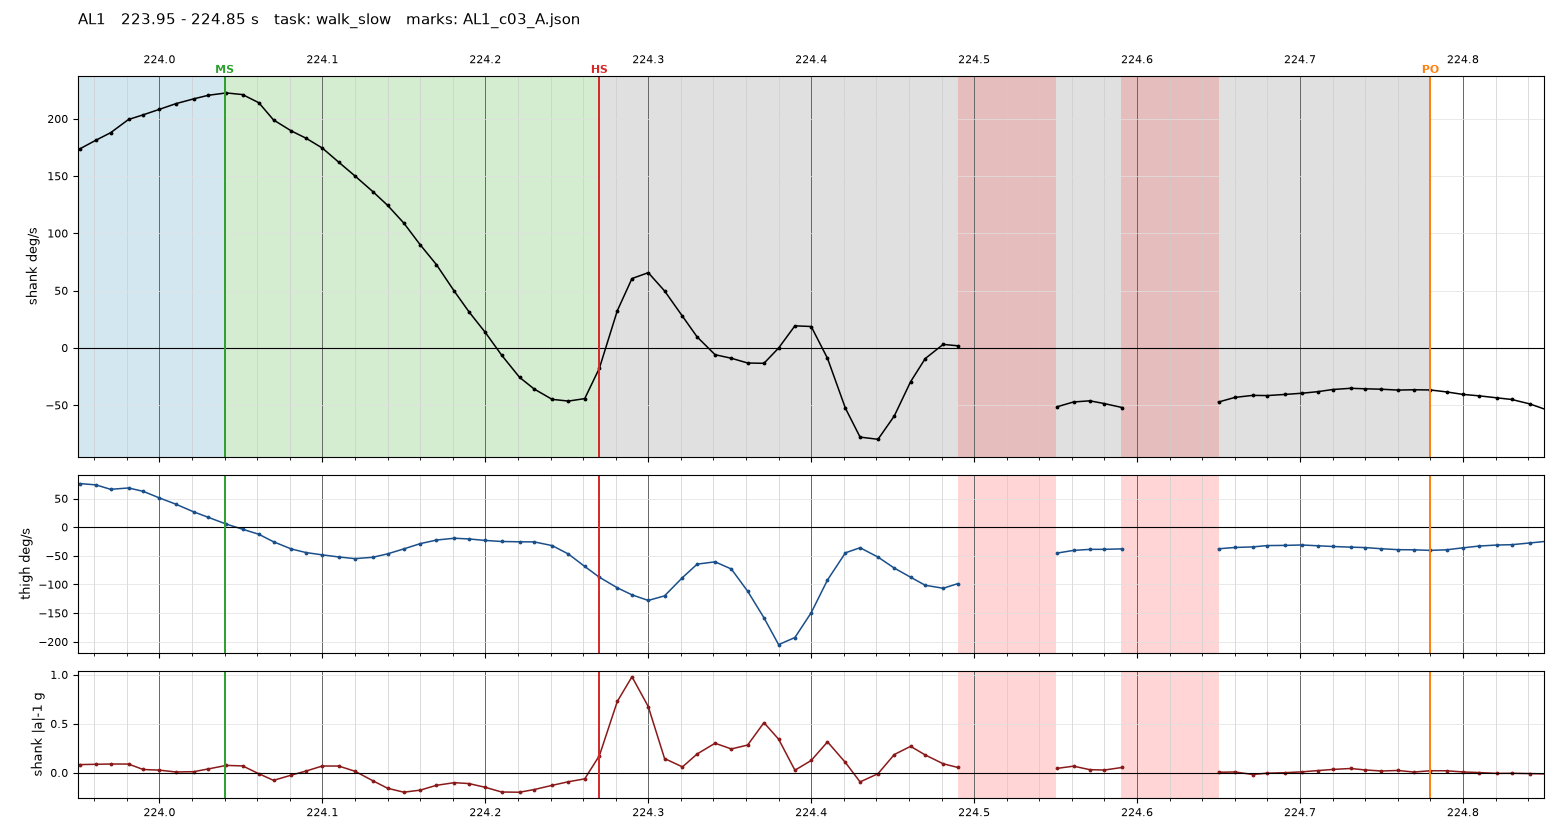 AL1   223.95 - 224.85 s   task: walk_slow   marks: AL1_c03_A.json
224.0 224.1 224.2 224.3 224.4 224.5 224.6 224.7 224.8
MS HS PO
shank deg/s
200
150
100
50
0
−50
thigh deg/s
50
0
−50
−100
−150
−200
shank |a|-1 g
1.0
0.5
0.0
224.0 224.1 224.2 224.3 224.4 224.5 224.6 224.7 224.8